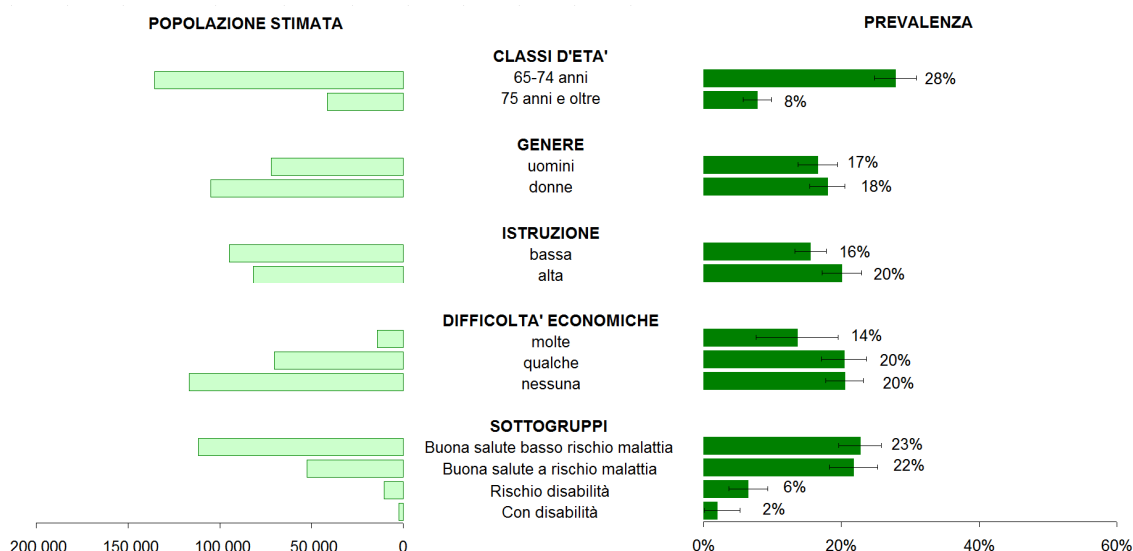 POPOLAZIONE STIMATA
PREVALENZA
CLASSI D'ETA'
65-74 anni
28%
75 anni e oltre
8%
GENERE
uomini
17%
donne
18%
ISTRUZIONE
bassa
16%
alta
20%
DIFFICOLTA' ECONOMICHE
molte
14%
qualche
20%
nessuna
20%
SOTTOGRUPPI
Buona salute basso rischio malattia
23%
Buona salute a rischio malattia
22%
Rischio disabilità
6%
Con disabilità
2%
200 000 150 000 100 000 50 000 0
0% 20% 40% 60%